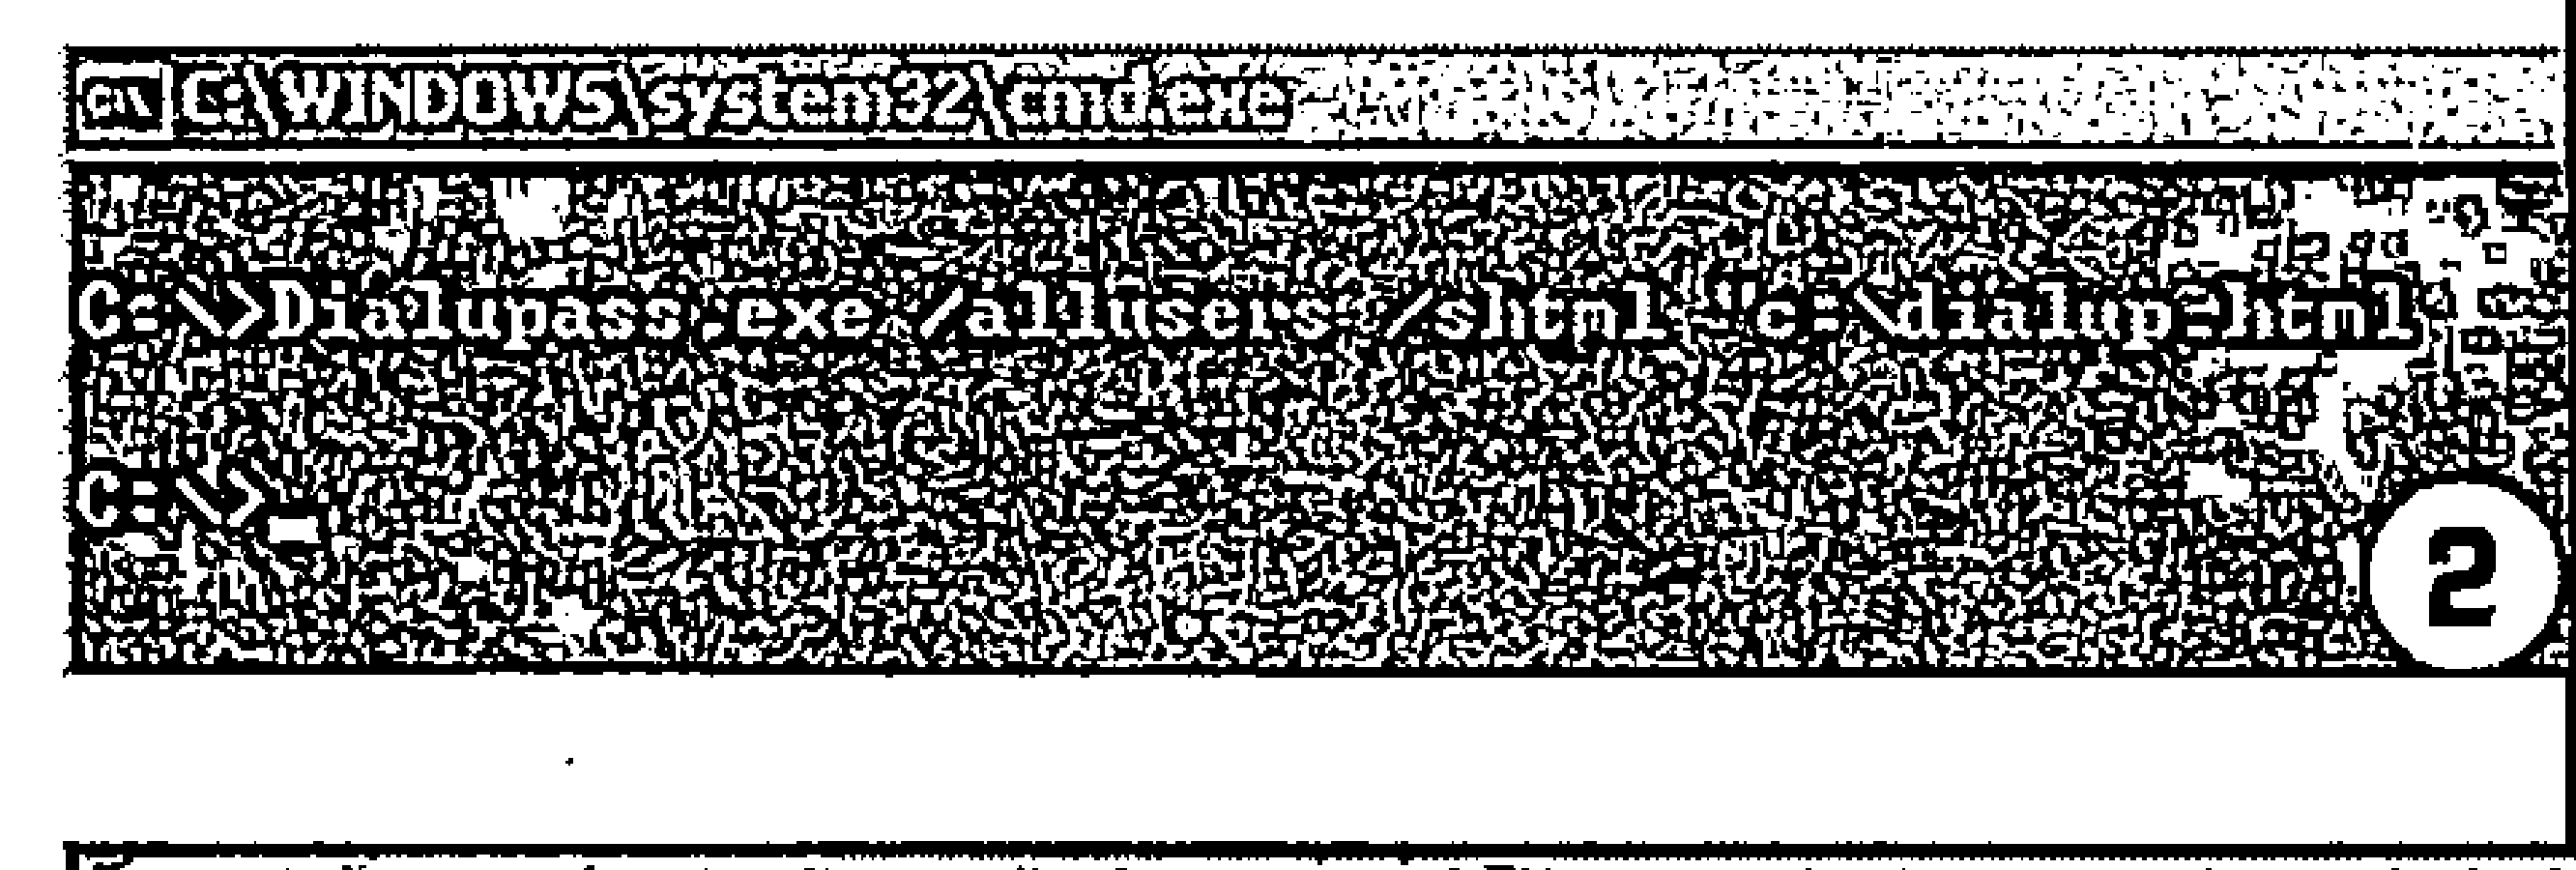 C:\WINDOWS\system32\cmd.exe
C:\>Dialupass.exe /allusers /shtml "c:\dialup.html
C:\>_
2